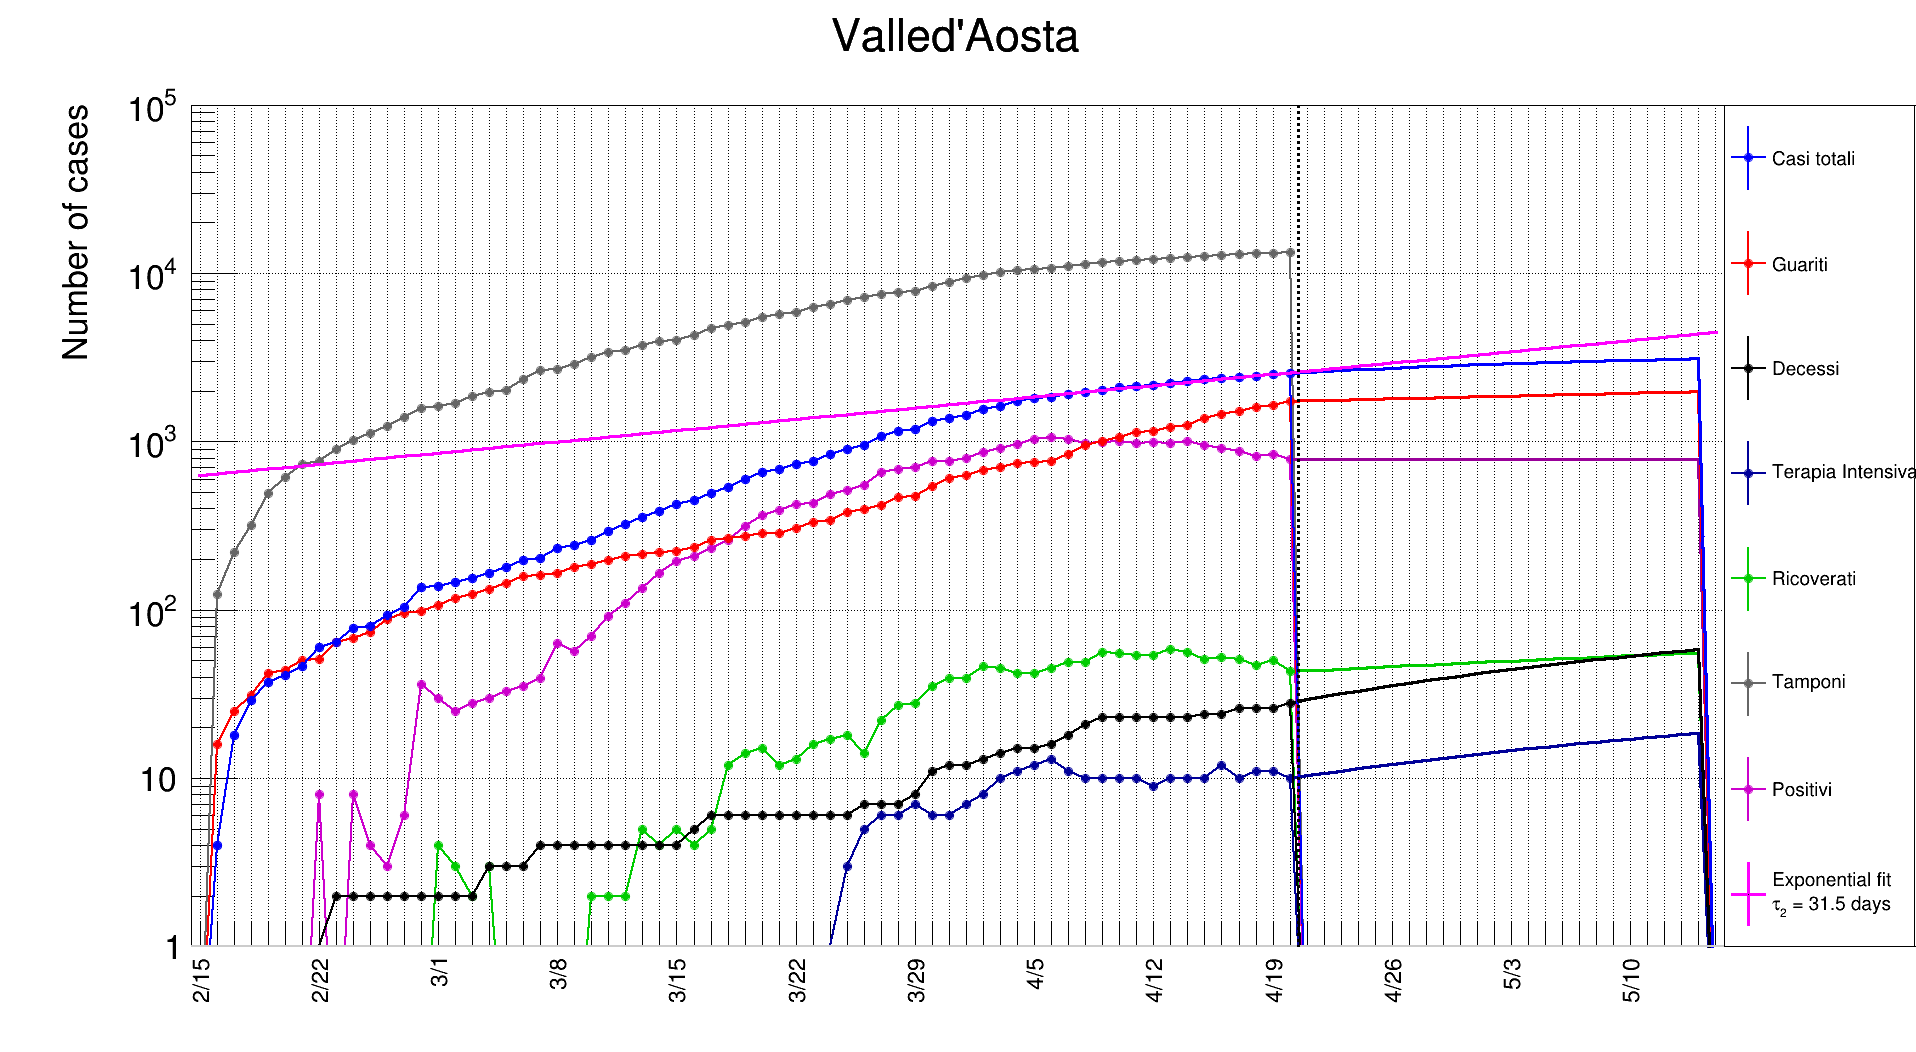 Valled'Aosta
Number of cases
10^5
10^4
10^3
10^2
10
1
2/15
2/22
3/1
3/8
3/15
3/22
3/29
4/5
4/12
4/19
4/26
5/3
5/10
Casi totali
Guariti
Decessi
Terapia Intensiva
Ricoverati
Tamponi
Positivi
Exponential fit
τ_2 = 31.5 days